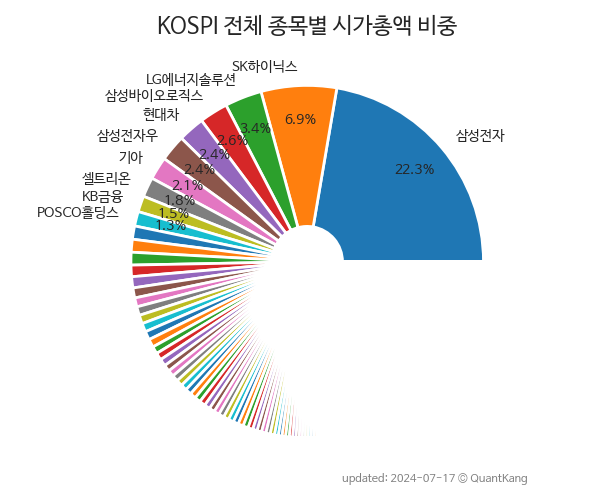 KOSPI 전체 종목별 시가총액 비중
SK하이닉스
LG에너지솔루션
삼성바이오로직스
현대차
삼성전자우
기아
셀트리온
KB금융
POSCO홀딩스
삼성전자
22.3%
6.9%
3.4%
2.6%
2.4%
2.4%
2.1%
1.8%
1.5%
1.3%
updated: 2024-07-17 © QuantKang